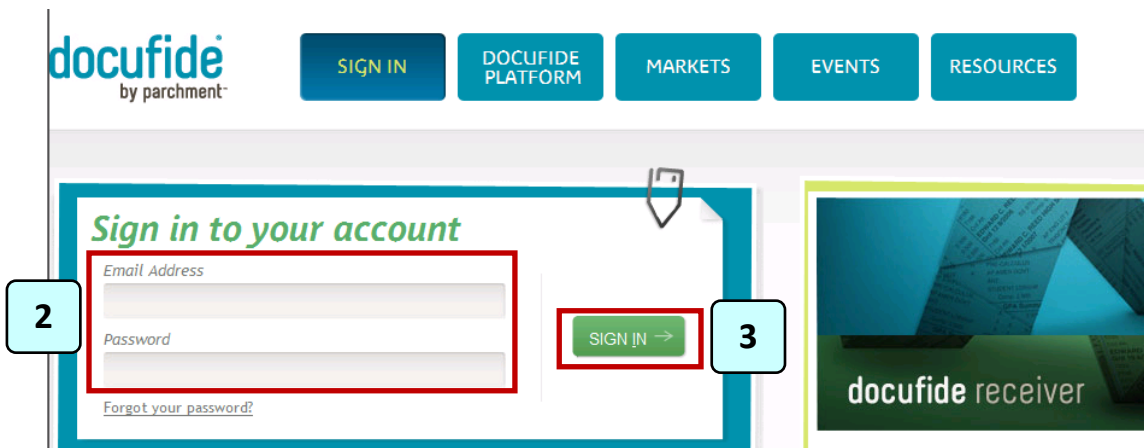 docufide
by parchment
SIGN IN
DOCUFIDE
PLATFORM
MARKETS
EVENTS
RESOURCES
Sign in to your account
Email Address
2
Password
SIGN IN →
3
Forgot your password?
docufide receiver